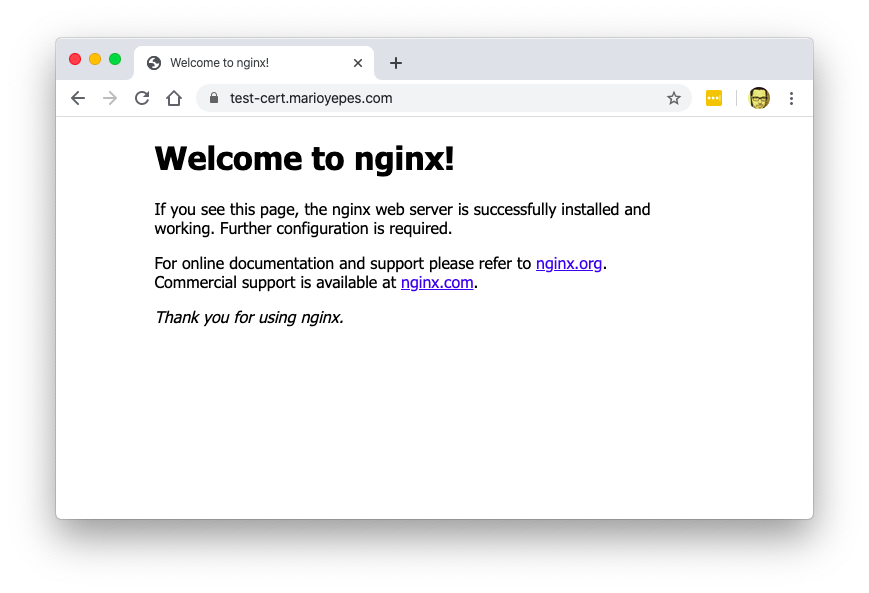 Welcome to nginx!
test-cert.marioyepes.com
Welcome to nginx!
If you see this page, the nginx web server is successfully installed and
working. Further configuration is required.
For online documentation and support please refer to nginx.org.
Commercial support is available at nginx.com.
Thank you for using nginx.